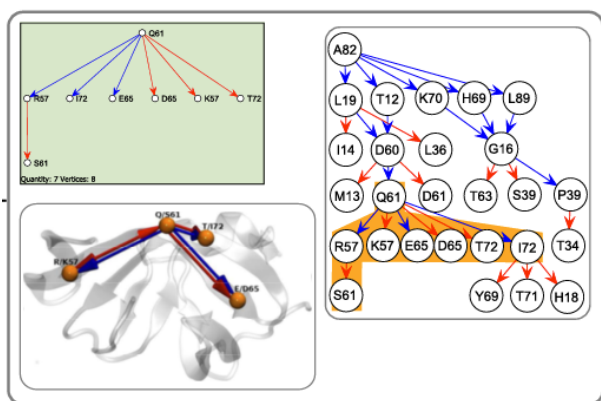 Q61
R57 I72 E65 D65 K57 T72
S61
Quantity: 7 Vertices: 8
Q/S61
T/I72
R/K57
E/D65
A82
L19 T12 K70 H69 L89
I14 D60 L36 G16
M13 Q61 D61 T63 S39 P39
R57 K57 E65 D65 T72 I72 T34
S61 Y69 T71 H18